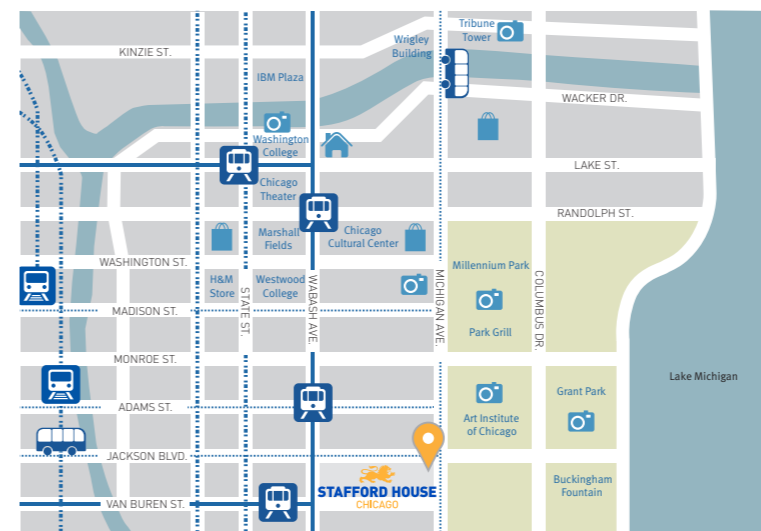 Tribune
Tower
Wrigley
Building
KINZIE ST.
IBM Plaza
WACKER DR.
Washington
College
LAKE ST.
Chicago
Theater
RANDOLPH ST.
Marshall
Fields
Chicago
Cultural Center
WASHINGTON ST.
Millennium Park
H&M
Store
Westwood
College
STATE ST.
WABASH AVE.
MICHIGAN AVE.
COLUMBUS DR.
MADISON ST.
Park Grill
MONROE ST.
Lake Michigan
Grant Park
ADAMS ST.
Art Institute
of Chicago
JACKSON BLVD.
STAFFORD HOUSE
CHICAGO
Buckingham
Fountain
VAN BUREN ST.